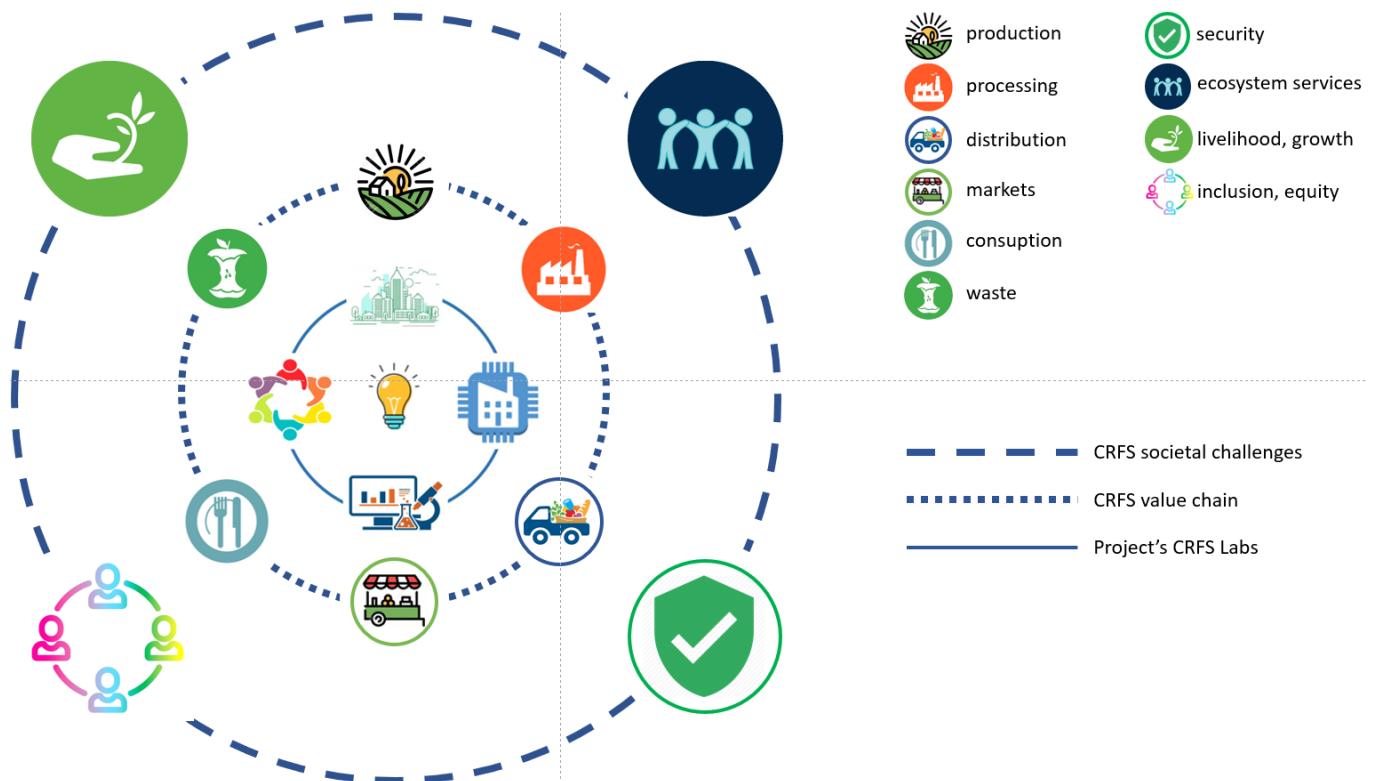 production
processing
distribution
markets
consuption
waste
security
ecosystem services
livelihood, growth
inclusion, equity
CRFS societal challenges
CRFS value chain
Project's CRFS Labs